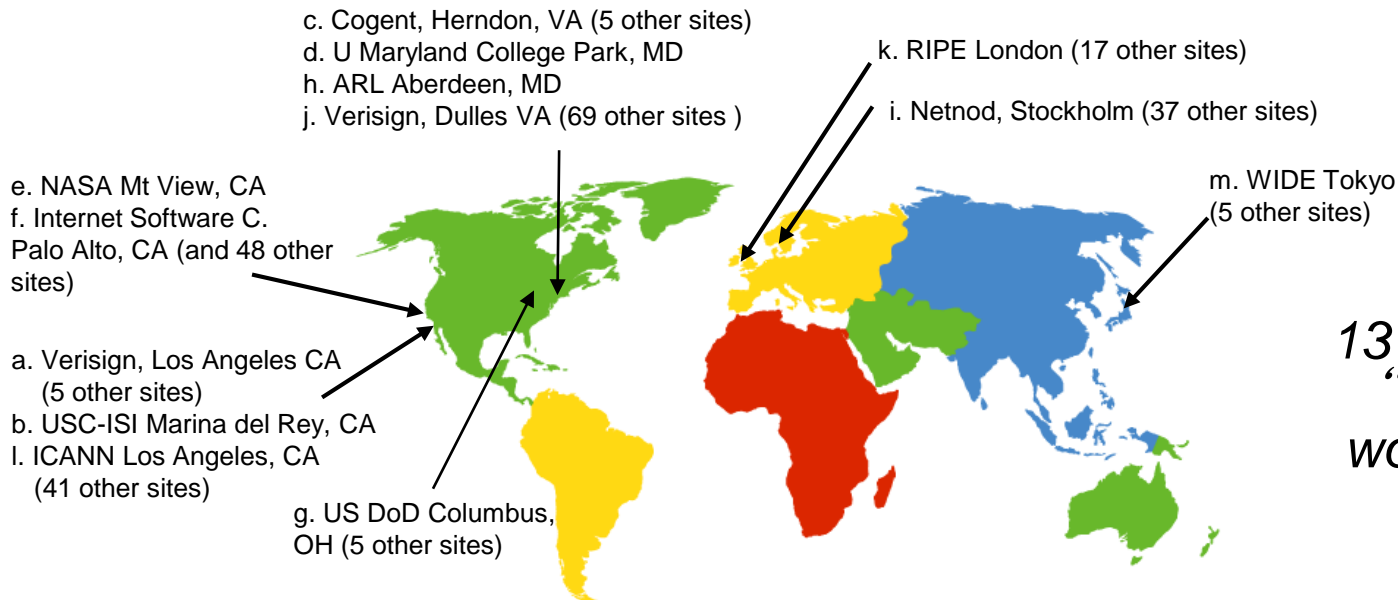 c. Cogent, Herndon, VA (5 other sites)
d. U Maryland College Park, MD
h. ARL Aberdeen, MD
j. Verisign, Dulles VA (69 other sites )
k. RIPE London (17 other sites)
i. Netnod, Stockholm (37 other sites)
m. WIDE Tokyo
(5 other sites)
e. NASA Mt View, CA
f. Internet Software C.
Palo Alto, CA (and 48 other
sites)
a. Verisign, Los Angeles CA
(5 other sites)
b. USC-ISI Marina del Rey, CA
l. ICANN Los Angeles, CA
(41 other sites)
g. US DoD Columbus,
OH (5 other sites)
13